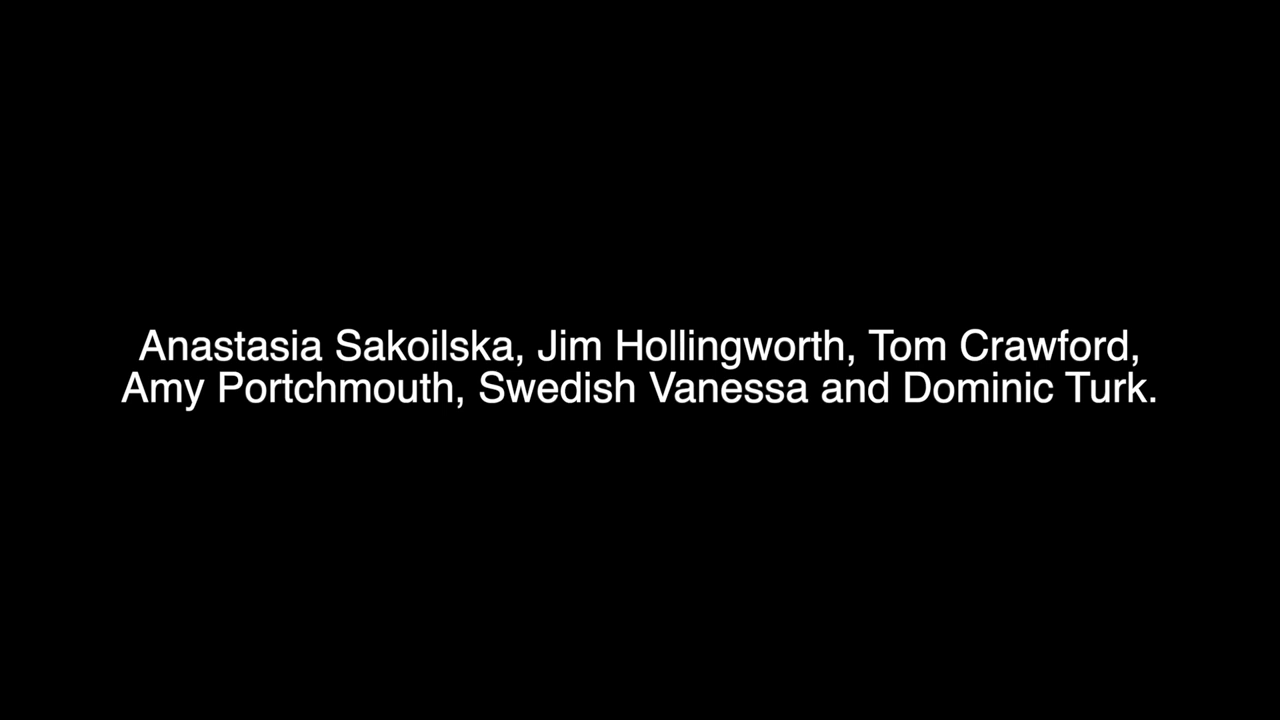 Anastasia Sakoilska, Jim Hollingworth, Tom Crawford,
Amy Portchmouth, Swedish Vanessa and Dominic Turk.